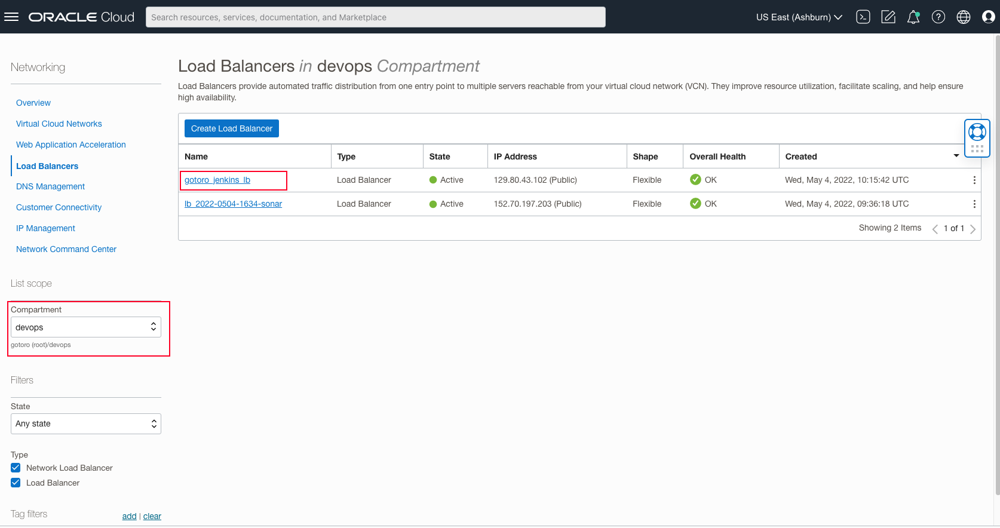 ORACLE Cloud
Search resources, services, documentation, and Marketplace
US East (Ashburn)
Networking
Overview
Virtual Cloud Networks
Web Application Acceleration
Load Balancers
DNS Management
Customer Connectivity
IP Management
Network Command Center
List scope
Compartment
devops
gotoro (root)/devops
Filters
State
Any state
Type
Network Load Balancer
Load Balancer
Tag filters add | clear
Load Balancers in devops Compartment
Load Balancers provide automated traffic distribution from one entry point to multiple servers reachable from your virtual cloud network (VCN). They improve resource utilization, facilitate scaling, and help ensure
high availability.
Create Load Balancer
Name Type State IP Address Shape Overall Health Created
gotoro_jenkins_lb Load Balancer Active 129.80.43.102 (Public) Flexible OK Wed, May 4, 2022, 10:15:42 UTC
lb_2022-0504-1634-sonar Load Balancer Active 152.70.197.203 (Public) Flexible OK Wed, May 4, 2022, 09:36:18 UTC
Showing 2 Items 1 of 1